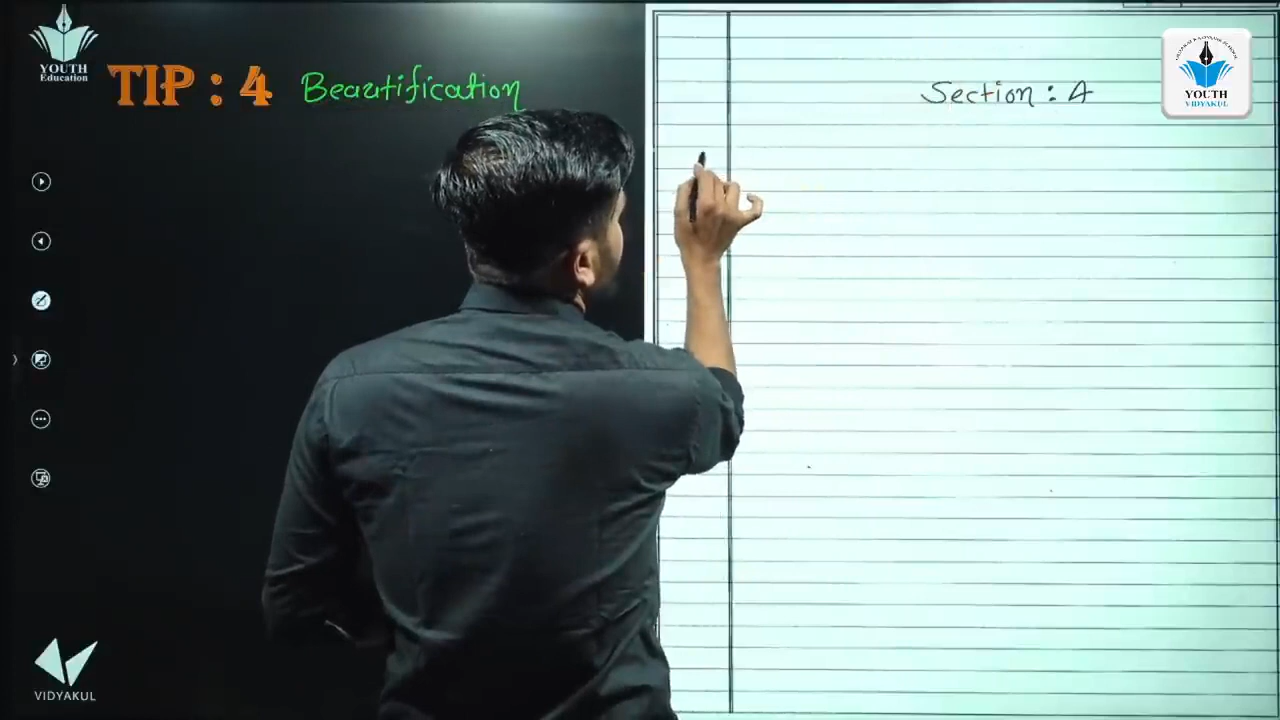 YOUTH
Education
TIP : 4 Beautification
Section : A
YOUTH
VIDYAKUL
VIDYAKUL